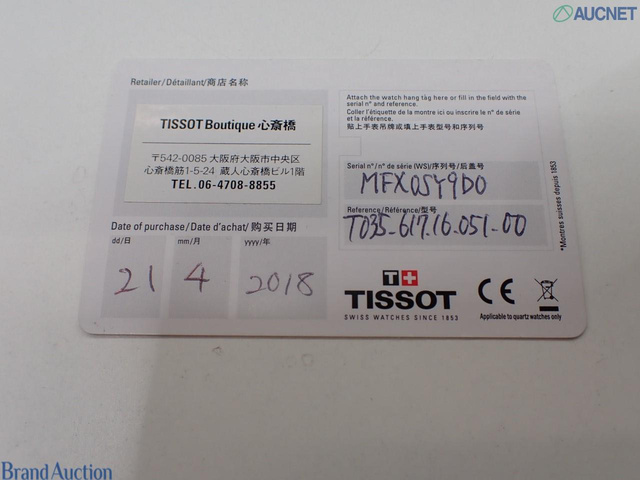 AUCNET
Retailer/Détaillant/商店名称
TISSOT Boutique 心斎橋
〒542-0085 大阪府大阪市中央区
心斎橋筋1-5-24 蔵人心斎橋ビル1階
TEL.06-4708-8855
Date of purchase/Date d'achat/购买日期
dd/日 mm/月 yyyy/年
21 4 2018
Attach the watch hang tag here or fill in the field with the
serial n° and reference.
Coller l'étiquette de la montre ici ou inscrire le n° de série
et la référence.
贴上手表吊牌或填上手表型号和序列号
Serial n°/n° de série (WS)/序列号/后盖号
MFX0SY9D0
Reference/Référence/型号
T035-617.16.051-00
T+
TISSOT
SWISS WATCHES SINCE 1853
CE
Applicable to quartz watches only
*Montres suisses depuis 1853
Brand Auction